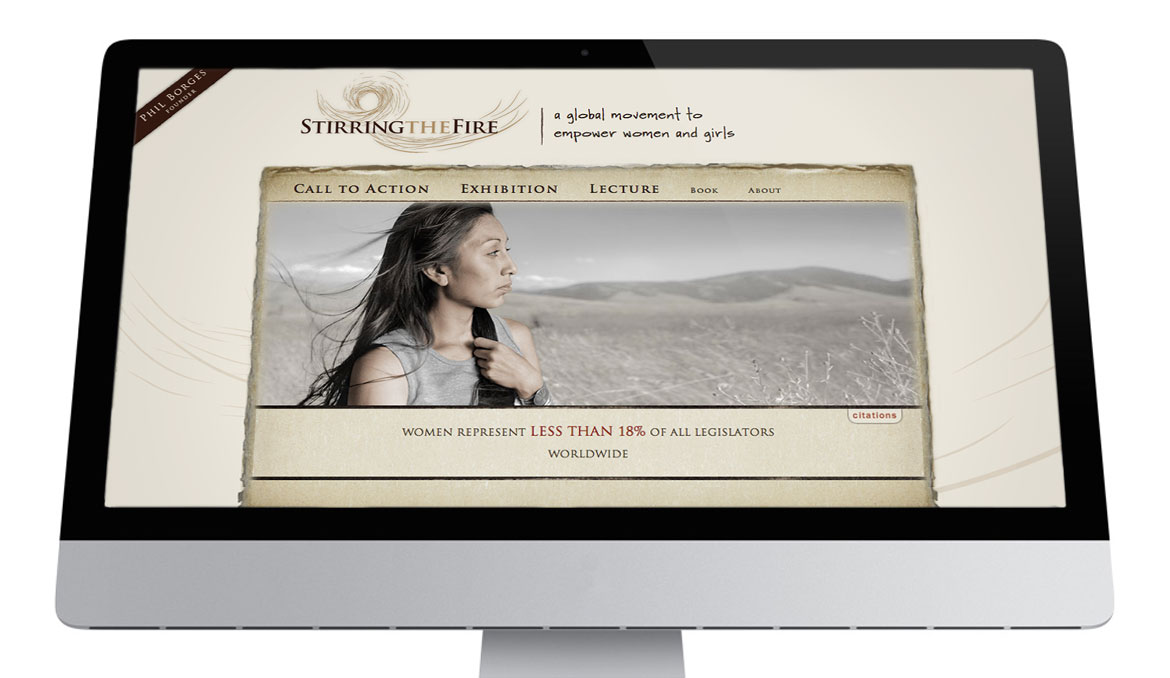 PHIL BORGES
FOUNDER
STIRRINGTHEFIRE
a global movement to
empower women and girls
CALL TO ACTION EXHIBITION LECTURE BOOK ABOUT
citations
WOMEN REPRESENT LESS THAN 18% OF ALL LEGISLATORS
WORLDWIDE